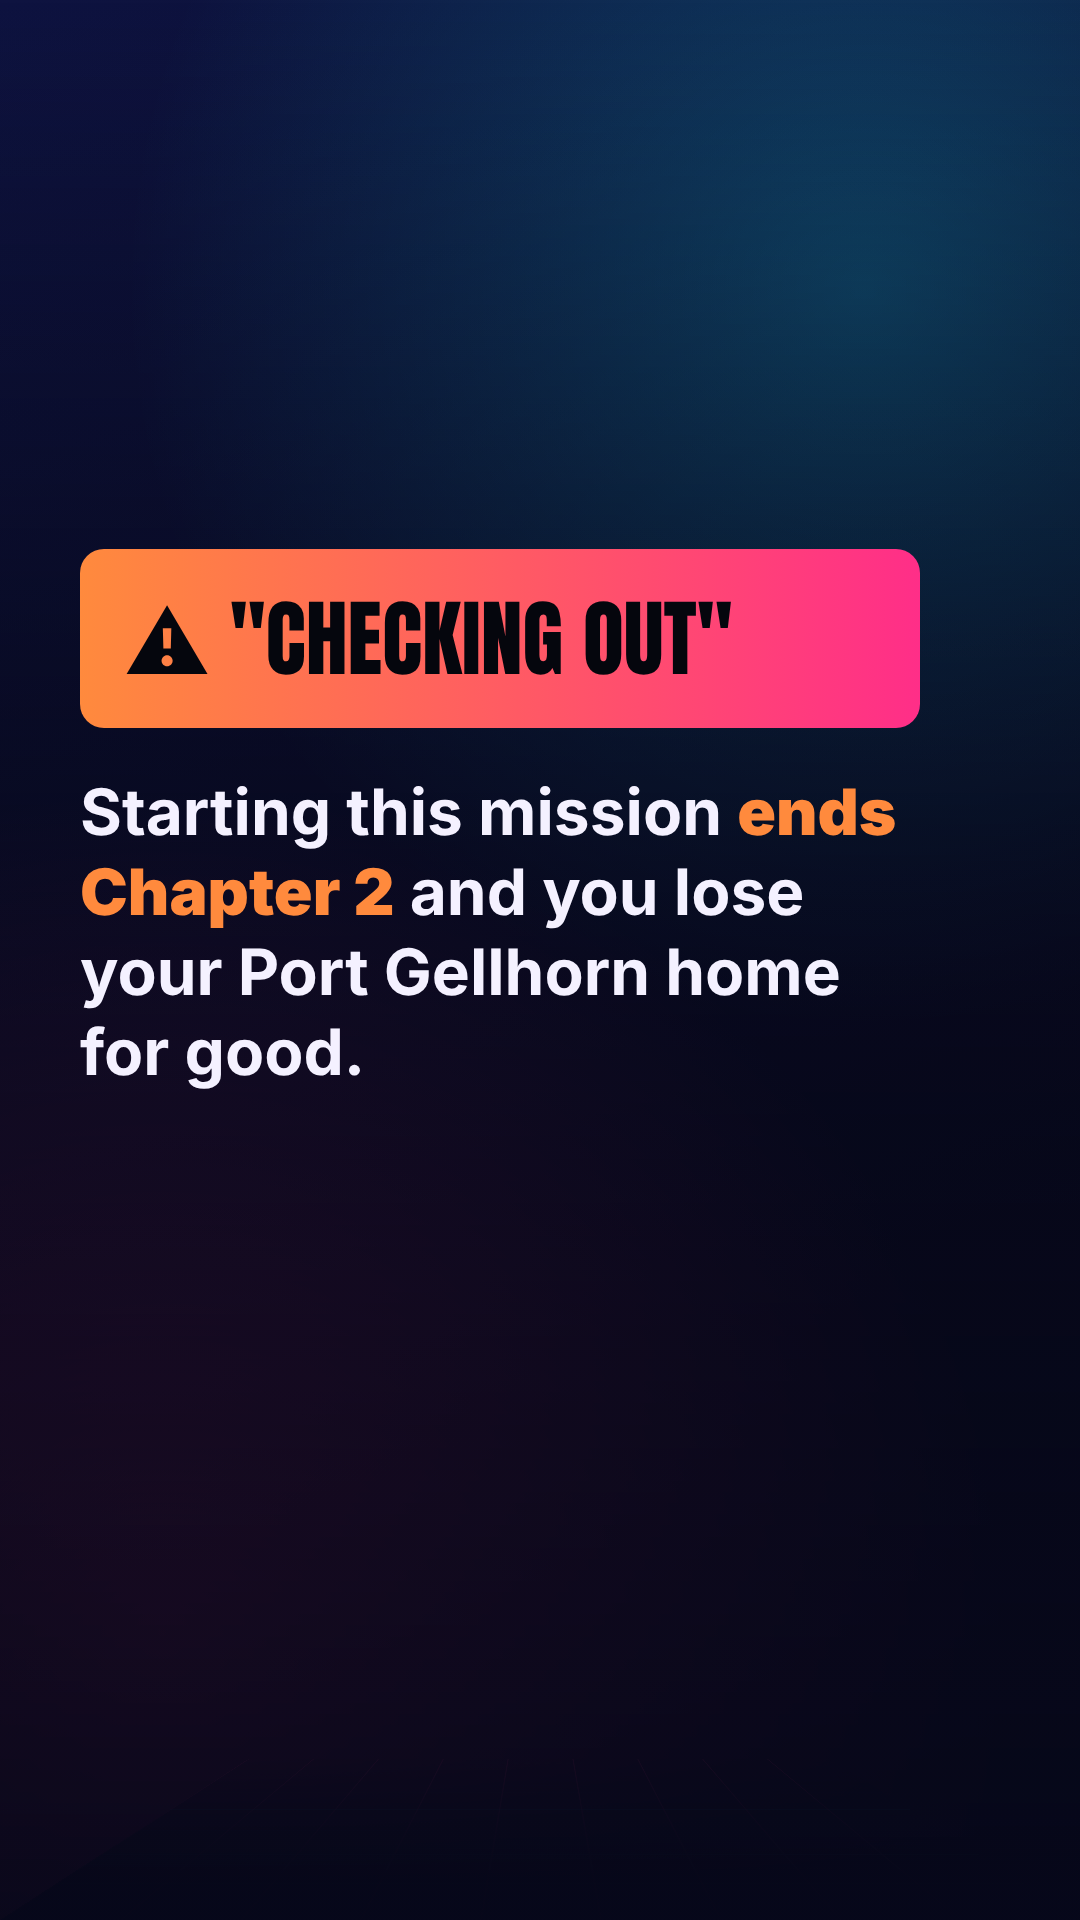 "CHECKING OUT"
Starting this mission ends
Chapter 2 and you lose
your Port Gellhorn home
for good.